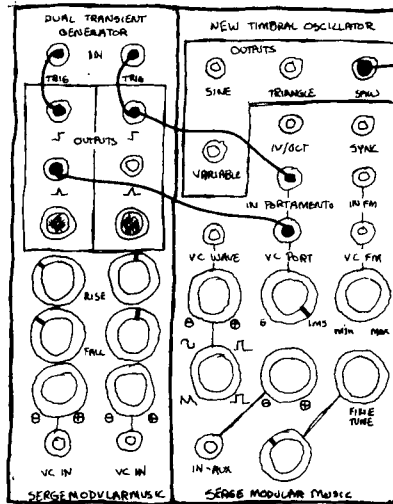 DUAL TRANSIENT
GENERATOR
IN
TRIG
TRIG
OUTPUTS
RISE
FALL
VC IN
VC IN
SERGE MODULAR MUSIC
NEW TIMBRAL OSCILLATOR
OUTPUTS
SINE
TRIANGLE
SAW
VARIABLE
1V/OCT
SYNC
IN PORTAMENTO
IN FM
VC WAVE
VC PORT
VC FM
6
1MS
min
max
IN-AUX
FINE
TUNE
SERGE MODULAR MUSIC